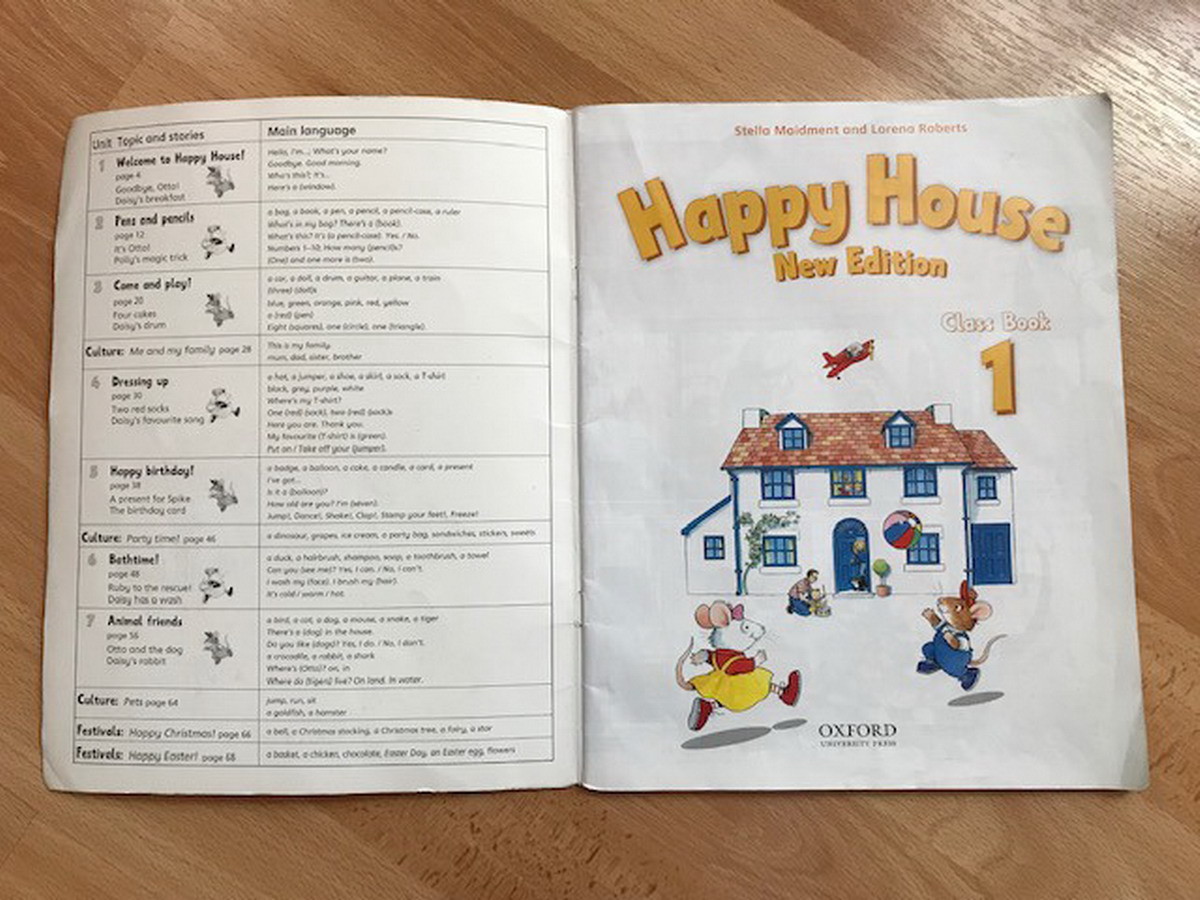 Unit Topic and stories
Main language
1 Welcome to Happy House!
page 4
Goodbye, Otto!
Daisy's breakfast
Hello, I'm...; What's your name?
Goodbye. Good morning.
Who's this?; It's...
Here's a (window).
2 Pens and pencils
page 12
It's Otto!
Polly's magic trick
a bag, a book, a pen, a pencil, a pencil-case, a ruler
What's in my bag? There's a (book).
What's this? It's (a pencil-case). Yes. / No.
Numbers 1–10; How many (pencil)s?
(One) and one more is (two).
3 Come and play!
page 20
Four cakes
Daisy's drum
a car, a doll, a drum, a guitar, a plane, a train
(three) (doll)s
blue, green, orange, pink, red, yellow
a (red) (pen)
Eight (squares), one (circle), one (triangle).
Culture: Me and my family page 28
This is my family.
mum, dad, sister, brother
4 Dressing up
page 30
Two red socks
Daisy's favourite song
a hat, a jumper, a shoe, a skirt, a sock, a T-shirt
black, grey, purple, white
Where's my T-shirt?
One (red) (sock), two (red) (sock)s
Here you are. Thank you.
My favourite (T-shirt) is (green).
Put on / Take off your (jumper).
5 Happy birthday!
page 38
A present for Spike
The birthday card
a badge, a balloon, a cake, a candle, a card, a present
I've got...
Is it a (balloon)?
How old are you? I'm (seven).
Jump!, Dance!, Shake!, Clap!, Stamp your feet!, Freeze!
Culture: Party time! page 46
a dinosaur, grapes, ice cream, a party bag, sandwiches, stickers, sweets
6 Bathtime!
page 48
Ruby to the rescue!
Daisy has a wash
a duck, a hairbrush, shampoo, soap, a toothbrush, a towel
Can you (see me)? Yes, I can. / No, I can't.
I wash my (face). I brush my (hair).
It's cold / warm / hot.
7 Animal friends
page 56
Otto and the dog
Daisy's rabbit
a bird, a cat, a dog, a mouse, a snake, a tiger
There's a (dog) in the house.
Do you like (dogs)? Yes, I do. / No, I don't.
a crocodile, a rabbit, a shark
Where's (Otto)? on, in
Where do (tigers) live? On land. In water.
Culture: Pets page 64
jump, run, sit
a goldfish, a hamster
Festivals: Happy Christmas! page 66
a bell, a Christmas stocking, a Christmas tree, a fairy, a star
Festivals: Happy Easter! page 68
a basket, a chicken, chocolate, Easter Day, an Easter egg, flowers
Stella Maidment and Lorena Roberts
Happy House
New Edition
Class Book
1
OXFORD
UNIVERSITY PRESS